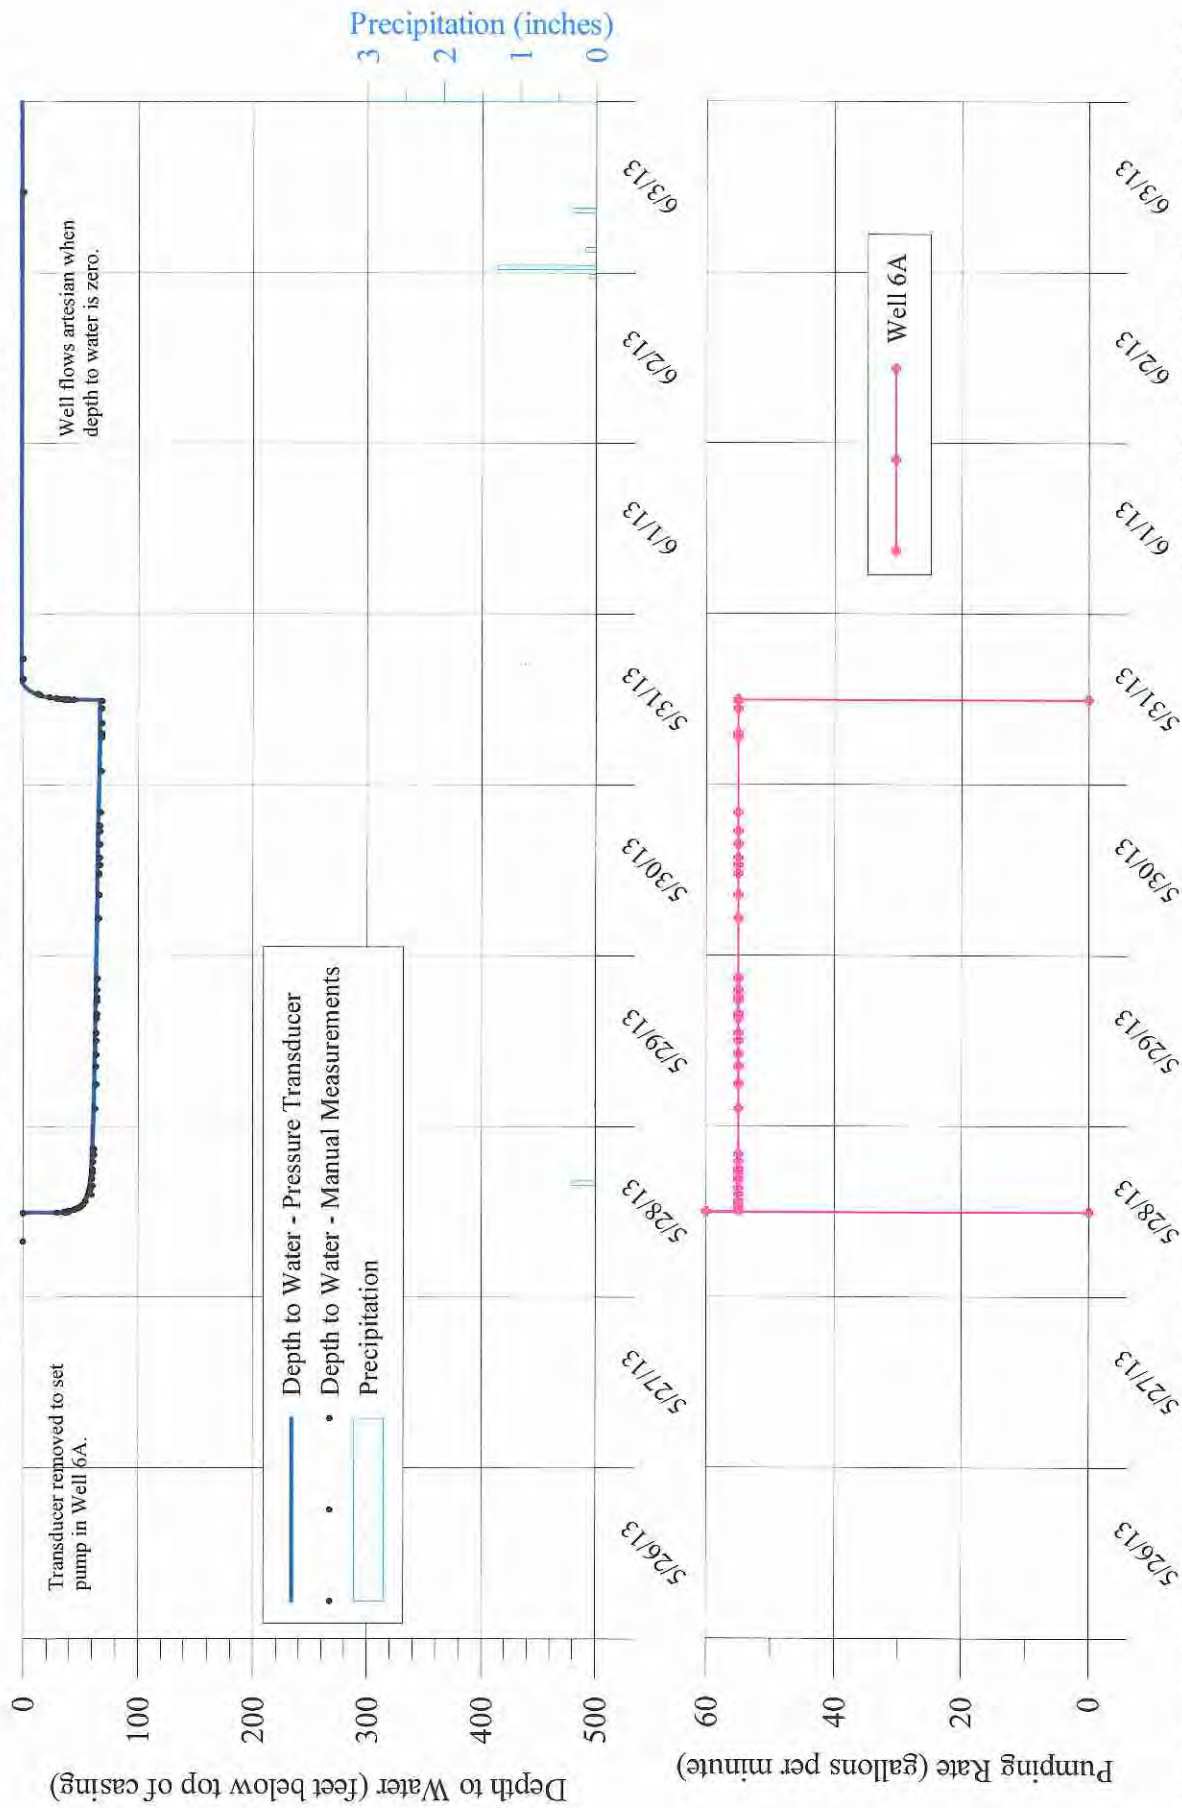 Depth to Water (feet below top of casing)
0
100
200
300
400
500
Transducer removed to set
pump in Well 6A.
Well flows artesian when
depth to water is zero.
Depth to Water - Pressure Transducer
Depth to Water - Manual Measurements
Precipitation
Precipitation (inches)
3
2
1
0
5/26/13
5/27/13
5/28/13
5/29/13
5/30/13
5/31/13
6/1/13
6/2/13
6/3/13
Pumping Rate (gallons per minute)
60
40
20
0
Well 6A
5/26/13
5/27/13
5/28/13
5/29/13
5/30/13
5/31/13
6/1/13
6/2/13
6/3/13